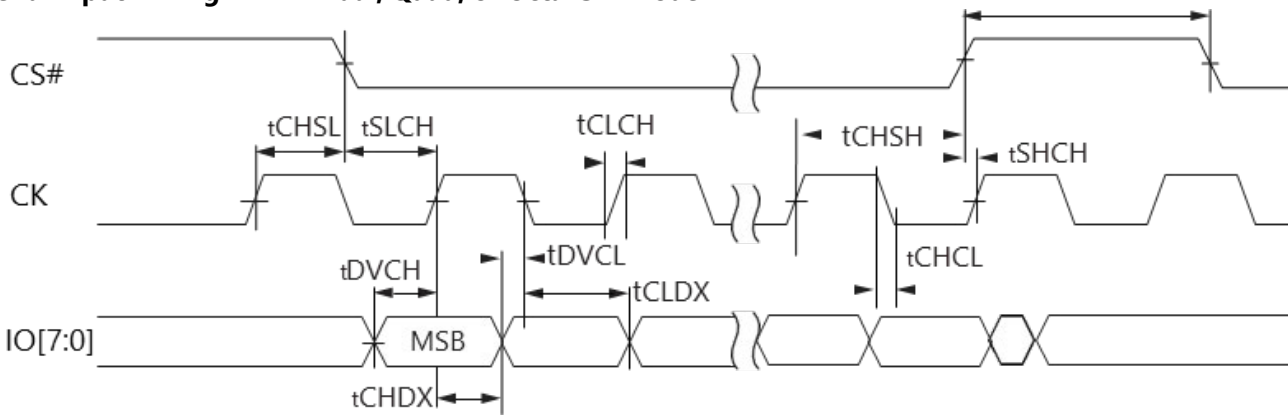 CS#
tCHSL
tSLCH
tCLCH
tCHSH
tSHCH
CK
tDVCH
tDVCL
tCLDX
tCHCL
IO[7:0]
MSB
tCHDX